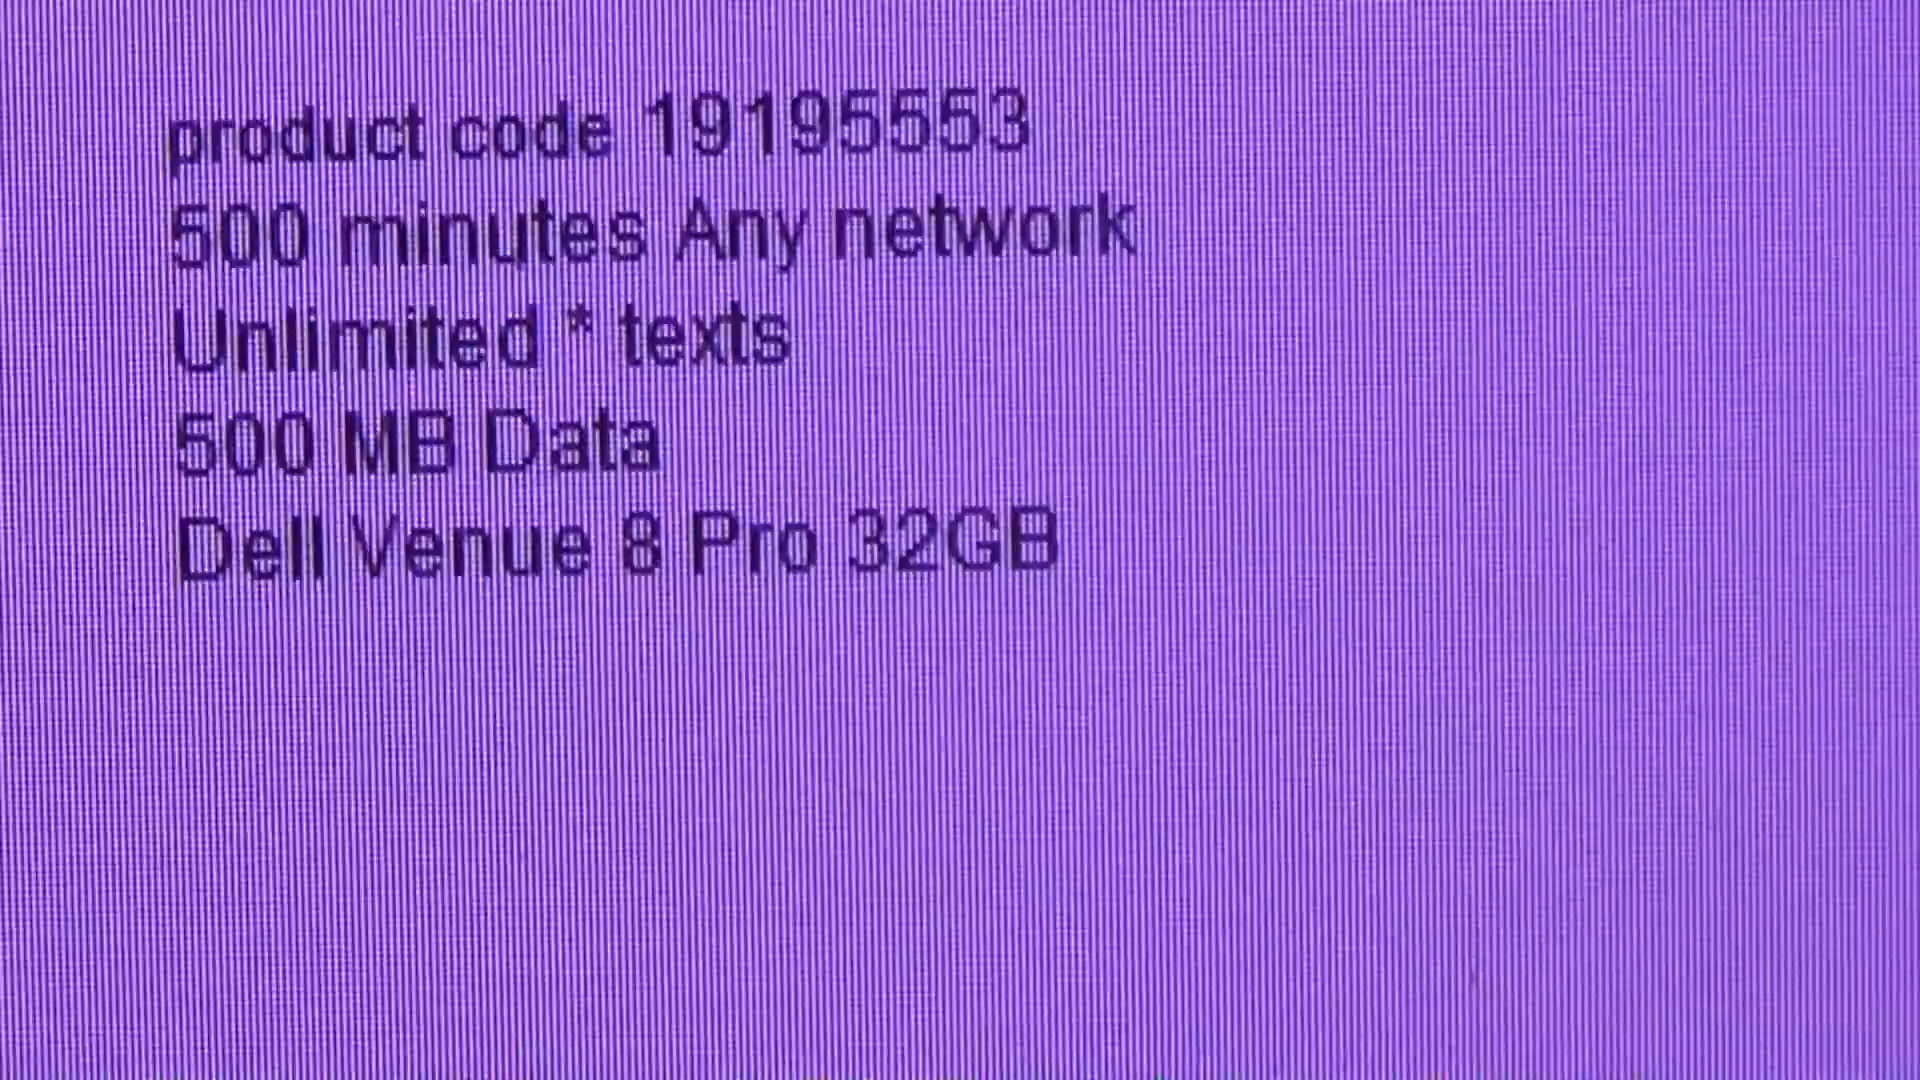 product code 19195553
500 minutes Any network
Unlimited * texts
500 MB Data
Dell Venue 8 Pro 32GB